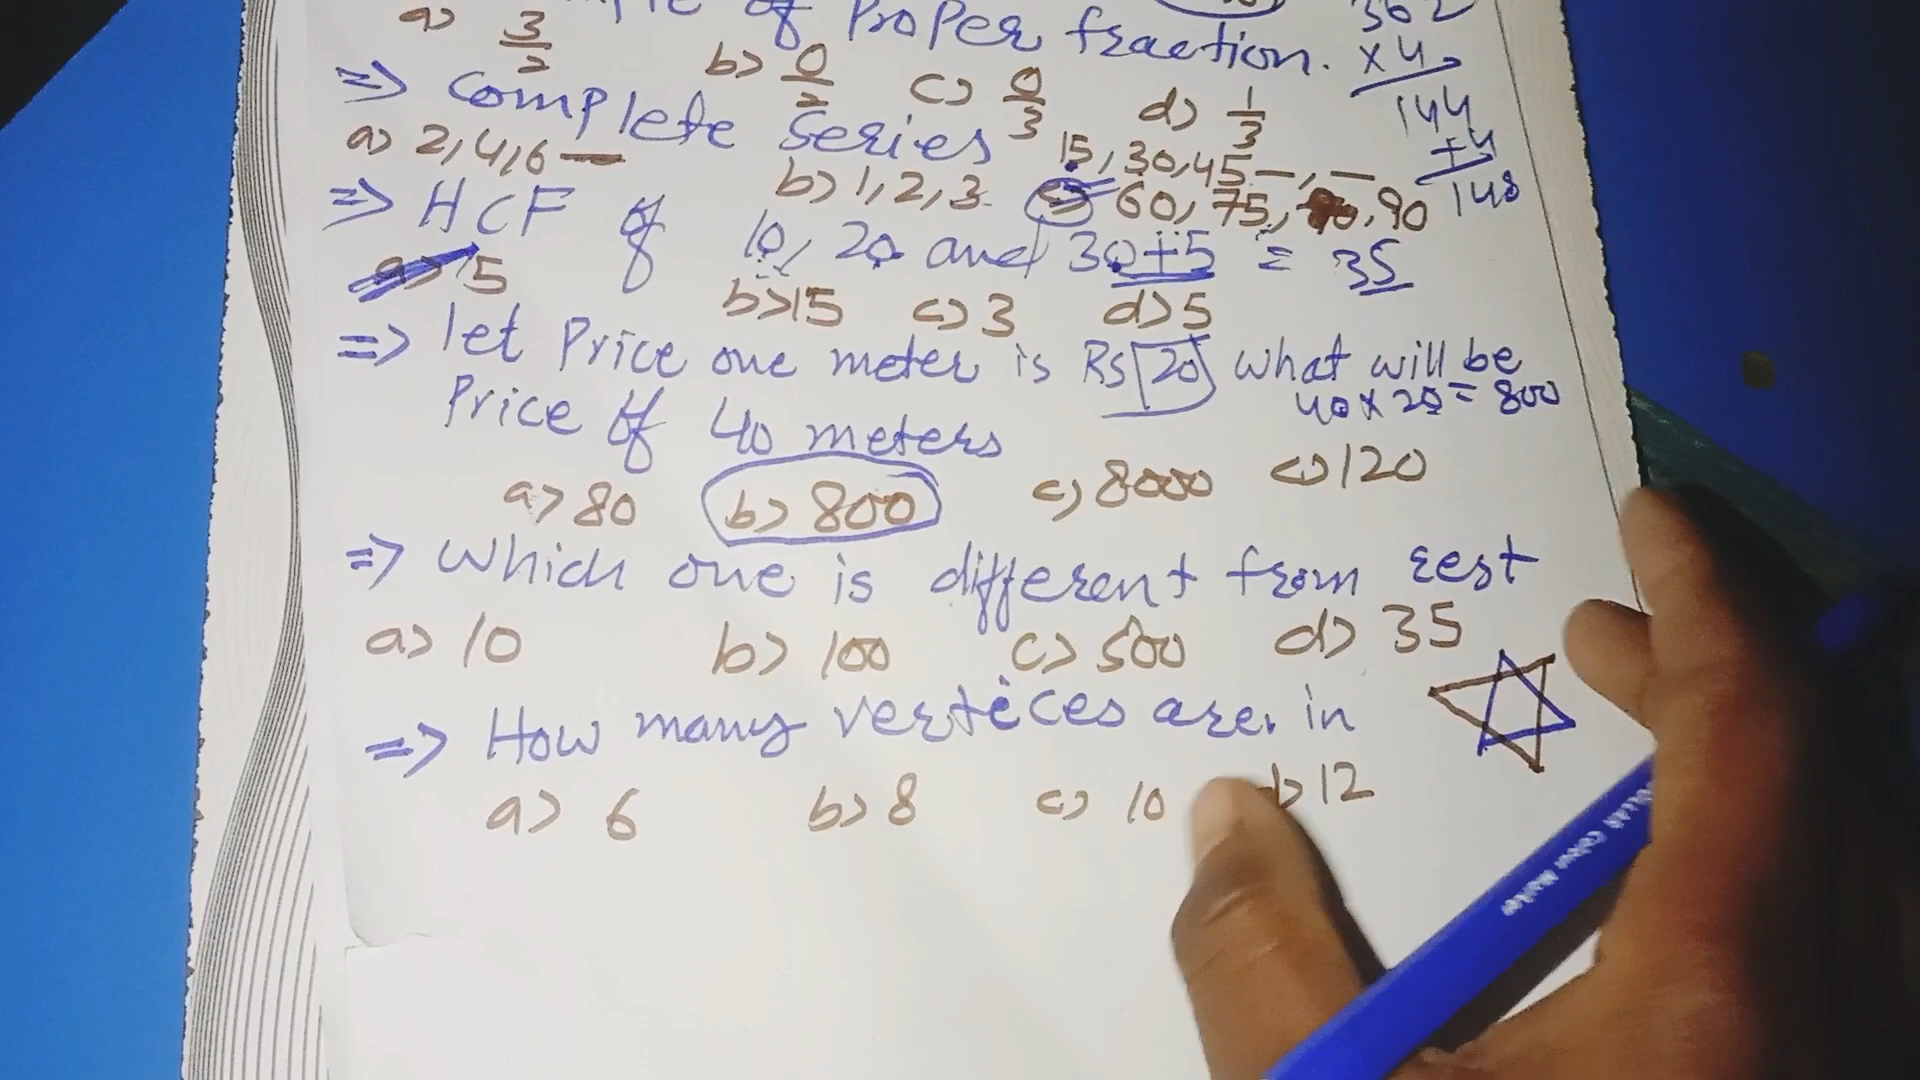 of Proper fraction.
a) 3/2 b) 0/2 c) 0/3 d) 1/3
362
x 4
144
+4
148
⇒ Complete Series 15, 30, 45 —, —
a) 2, 4, 6 — b) 1, 2, 3 60, 75, 90
⇒ HCF of 10, 20 and 30+5 = 35
a) 5 b) 15 c) 3 d) 5
⇒ let Price one meter is Rs 20 what will be
Price of 40 meters 40 x 20 = 800
a) 80 b) 800 c) 8000 c) 120
⇒ Which one is different from rest
a) 10 b) 100 c) 500 d) 35
⇒ How many vertices are in
a) 6 b) 8 c) 10 b) 12